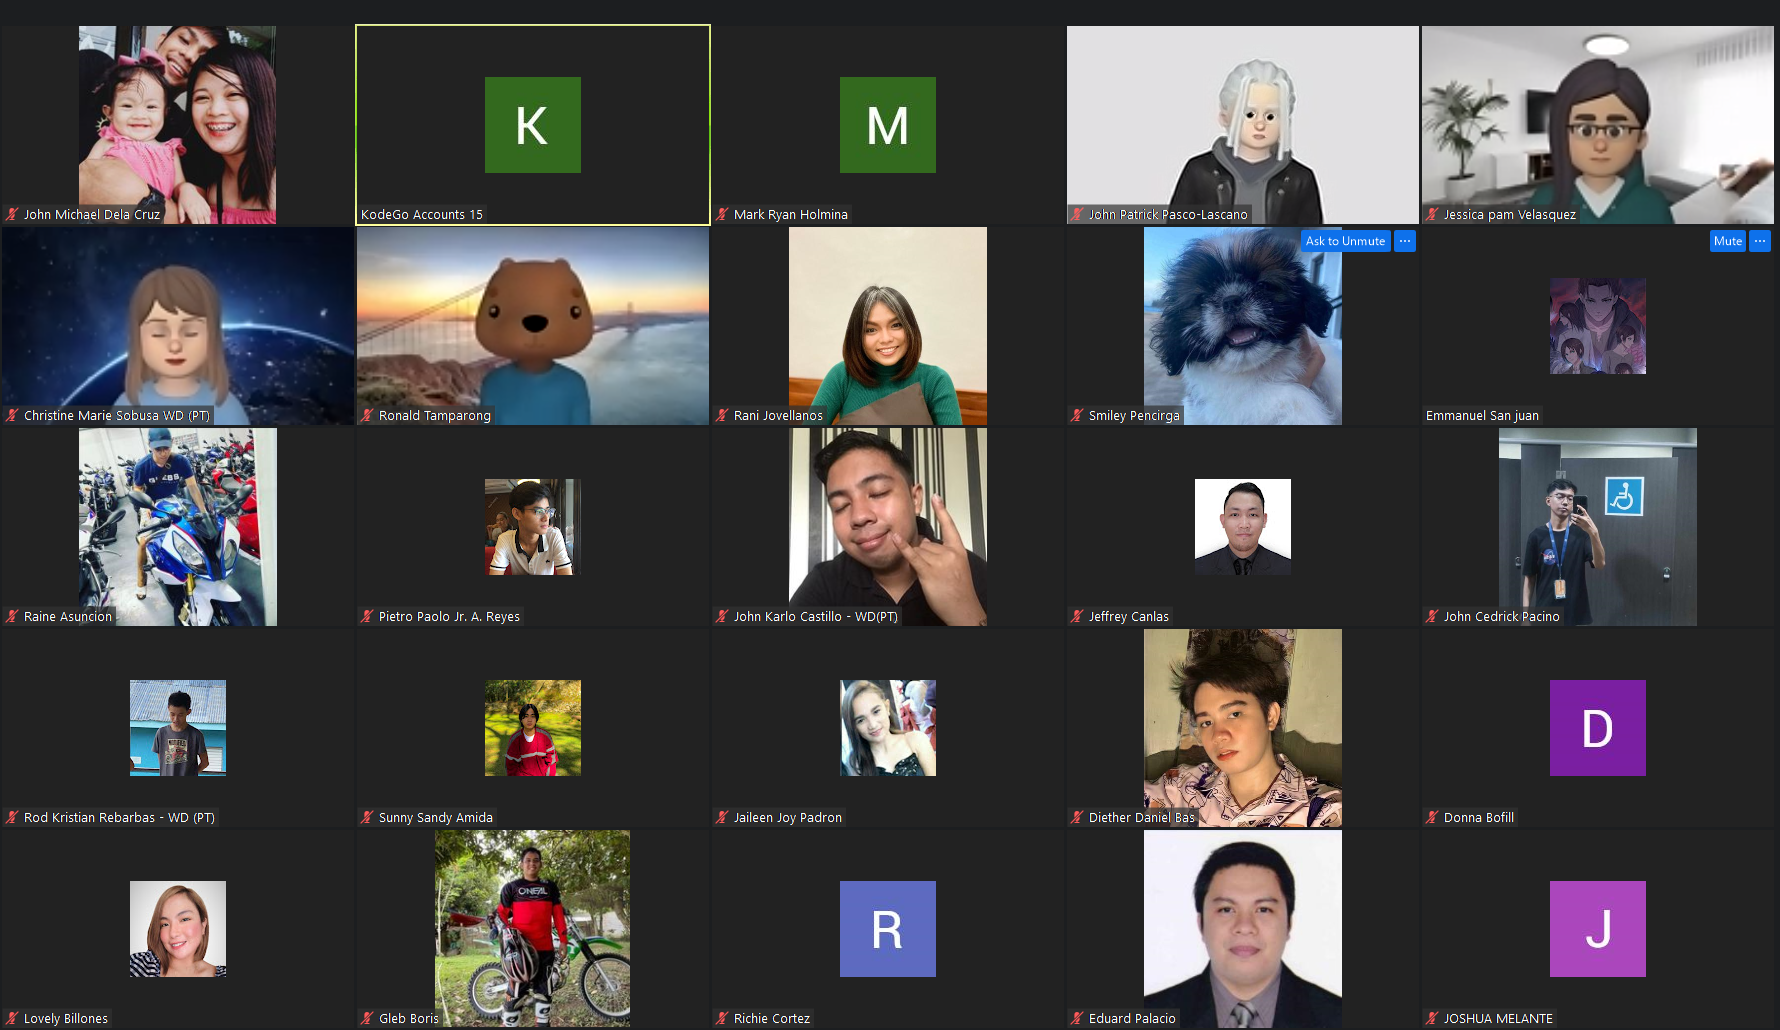 John Michael Dela Cruz
K
KodeGo Accounts 15
M
Mark Ryan Holmina
John Patrick Pasco-Lascano
Jessica pam Velasquez
Christine Marie Sobusa WD (PT)
Ronald Tamparong
Rani Jovellanos
Ask to Unmute ...
Smiley Pencirga
Mute ...
Emmanuel San juan
Raine Asuncion
Pietro Paolo Jr. A. Reyes
John Karlo Castillo - WD(PT)
Jeffrey Canlas
John Cedrick Pacino
Rod Kristian Rebarbas - WD (PT)
Sunny Sandy Amida
Jaileen Joy Padron
Diether Daniel Bas
D
Donna Bofill
Lovely Billones
ONEAL
Gleb Boris
R
Richie Cortez
Eduard Palacio
J
JOSHUA MELANTE